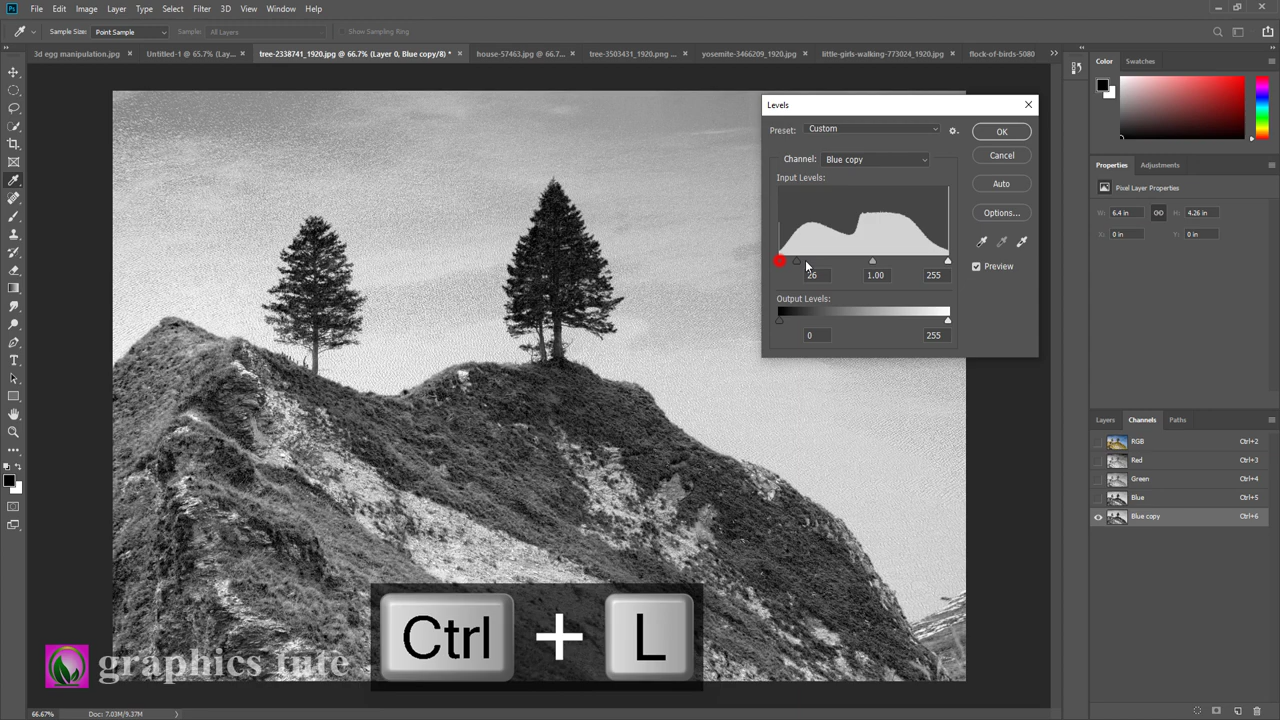 Ps File Edit Image Layer Type Select Filter 3D View Window Help
Sample Size: Point Sample Sample: All Layers Show Sampling Ring
3d egg manipulation.jpg × Untitled-1 @ 65.7% (Lay... × tree-2338741_1920.jpg @ 66.7% (Layer 0, Blue copy/8) * × house-57463.jpg @ 66.7... × tree-3503431_1920.png ... × yosemite-3466209_1920.jpg × little-girls-walking-773024_1920.jpg × flock-of-birds-5080
Color Swatches
Levels
Preset: Custom
OK
Channel: Blue copy
Cancel
Input Levels:
Auto
Options...
Preview
26 1.00 255
Output Levels:
0 255
Properties Adjustments
Pixel Layer Properties
W: 6.4 in H: 4.26 in
X: 0 in Y: 0 in
Layers Channels Paths
RGB Ctrl+2
Red Ctrl+3
Green Ctrl+4
Blue Ctrl+5
Blue copy Ctrl+6
Ctrl + L
graphics Tute
66.67% Doc: 7.03M/9.37M